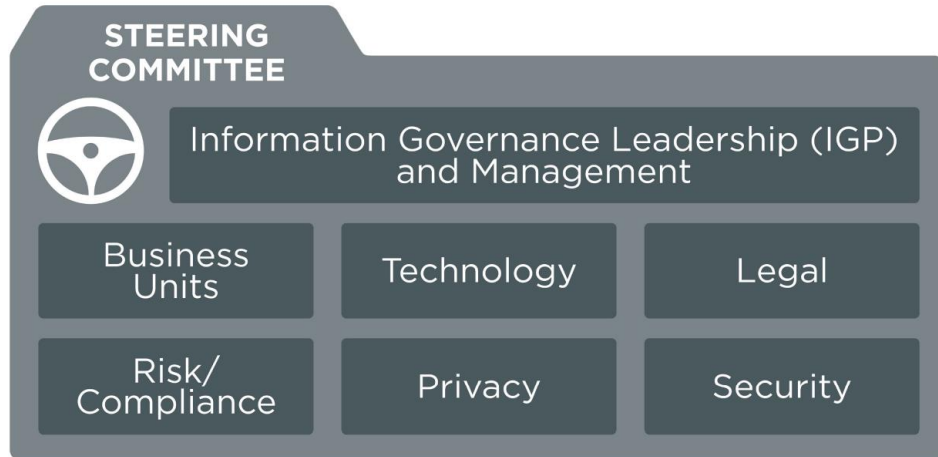 STEERING
COMMITTEE
Information Governance Leadership (IGP)
and Management
Business
Units
Technology
Legal
Risk/
Compliance
Privacy
Security